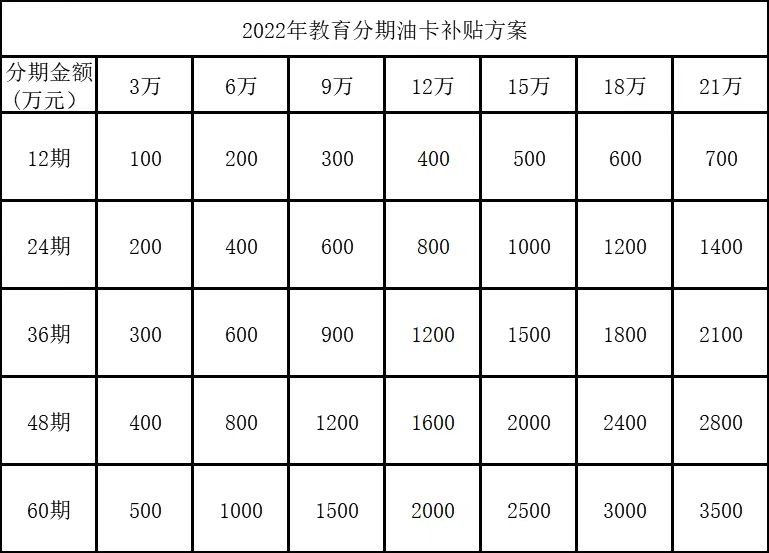 2022年教育分期油卡补贴方案
分期金额 3万 6万 9万 12万 15万 18万 21万
(万元）
12期 100 200 300 400 500 600 700
24期 200 400 600 800 1000 1200 1400
36期 300 600 900 1200 1500 1800 2100
48期 400 800 1200 1600 2000 2400 2800
60期 500 1000 1500 2000 2500 3000 3500